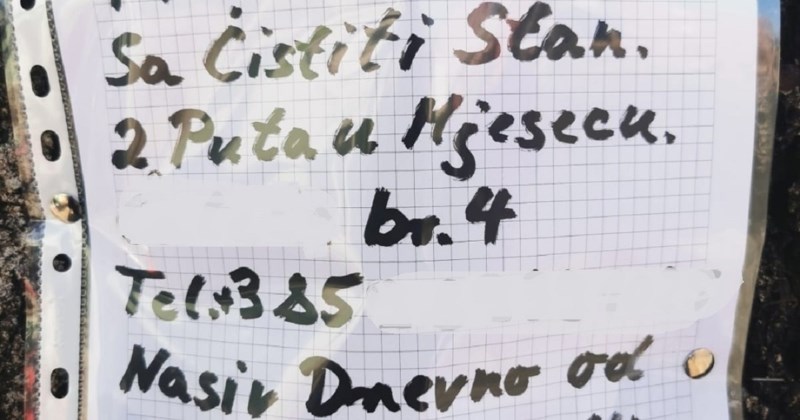 Sa Čistiti Stan.
2 Puta u Mjesecu.
br. 4
Tel.+385
Nasiv Dnevno od